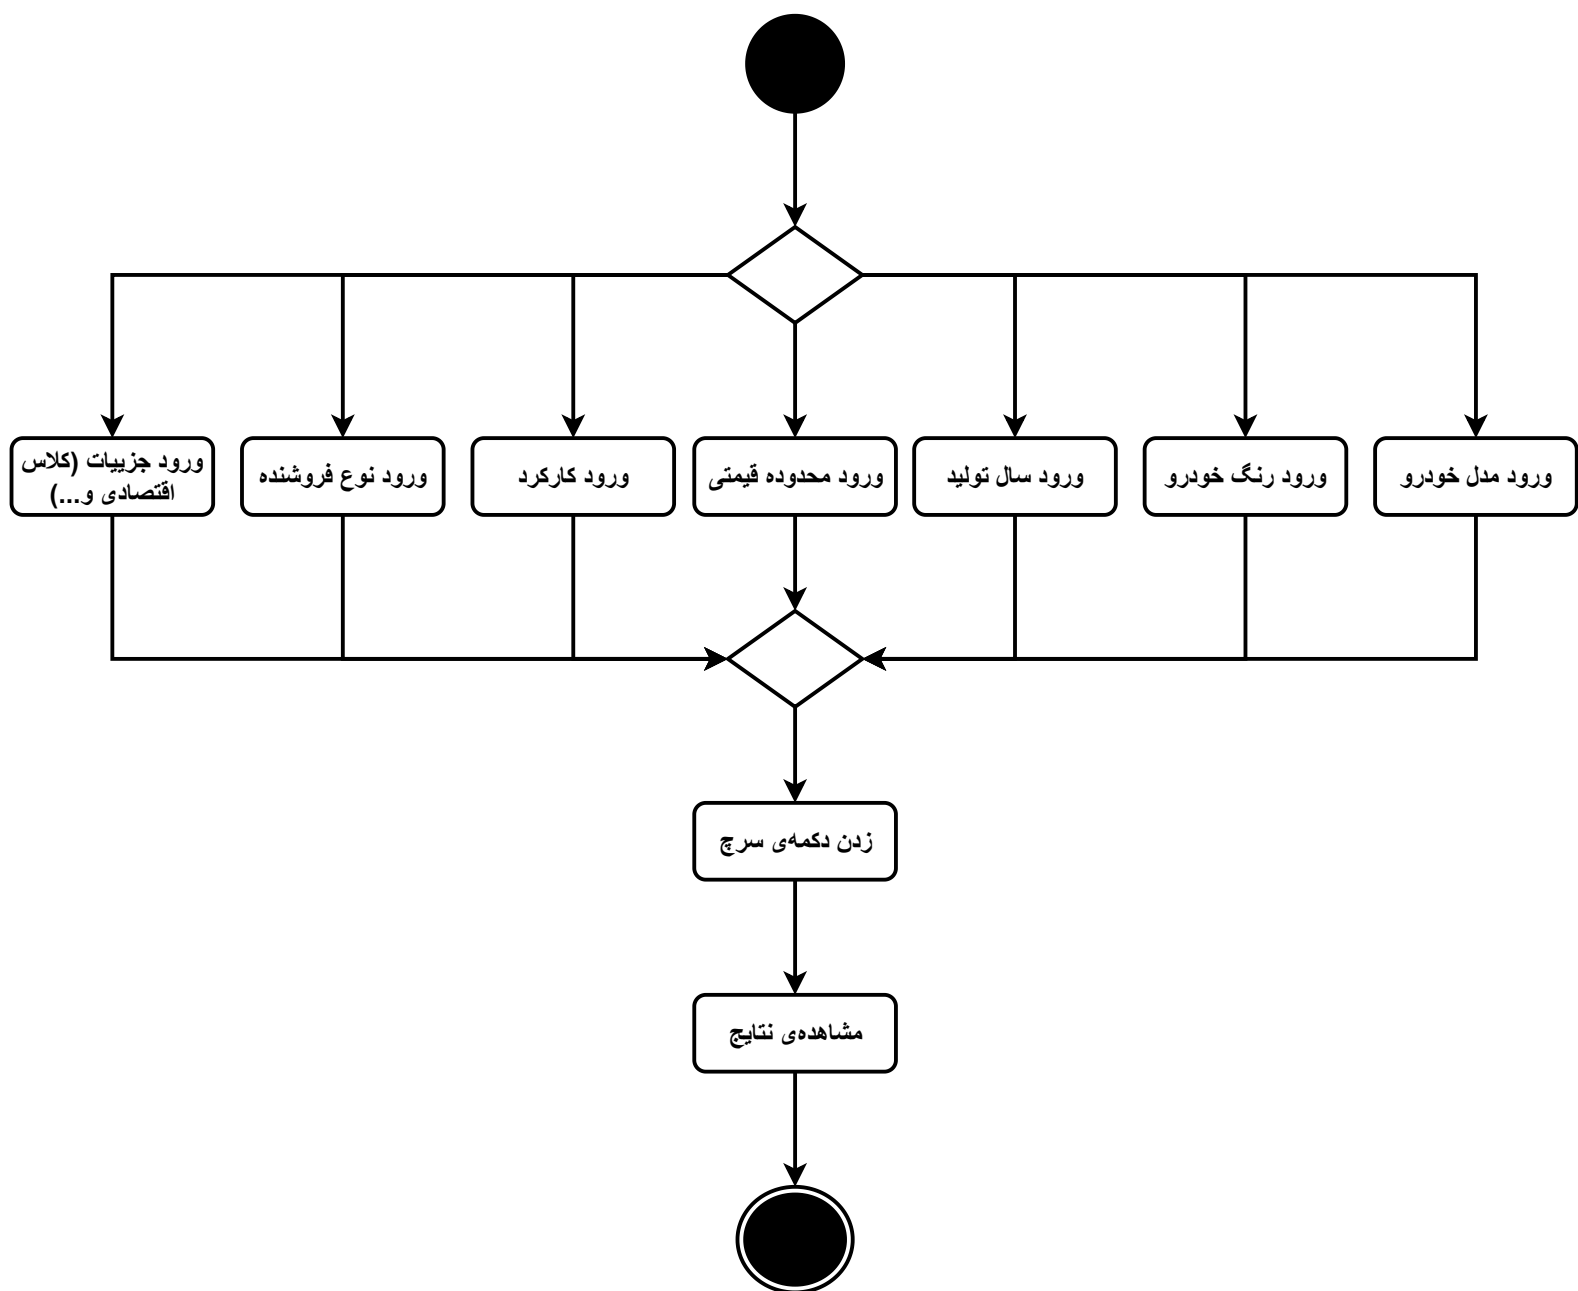 ورود مدل خودرو
ورود رنگ خودرو
ورود سال تولید
ورود محدوده قیمتی
ورود کارکرد
ورود نوع فروشنده
ورود جزییات (کلاس
اقتصادی و...)
زدن دکمه‌ی سرچ
مشاهده‌ی نتایج